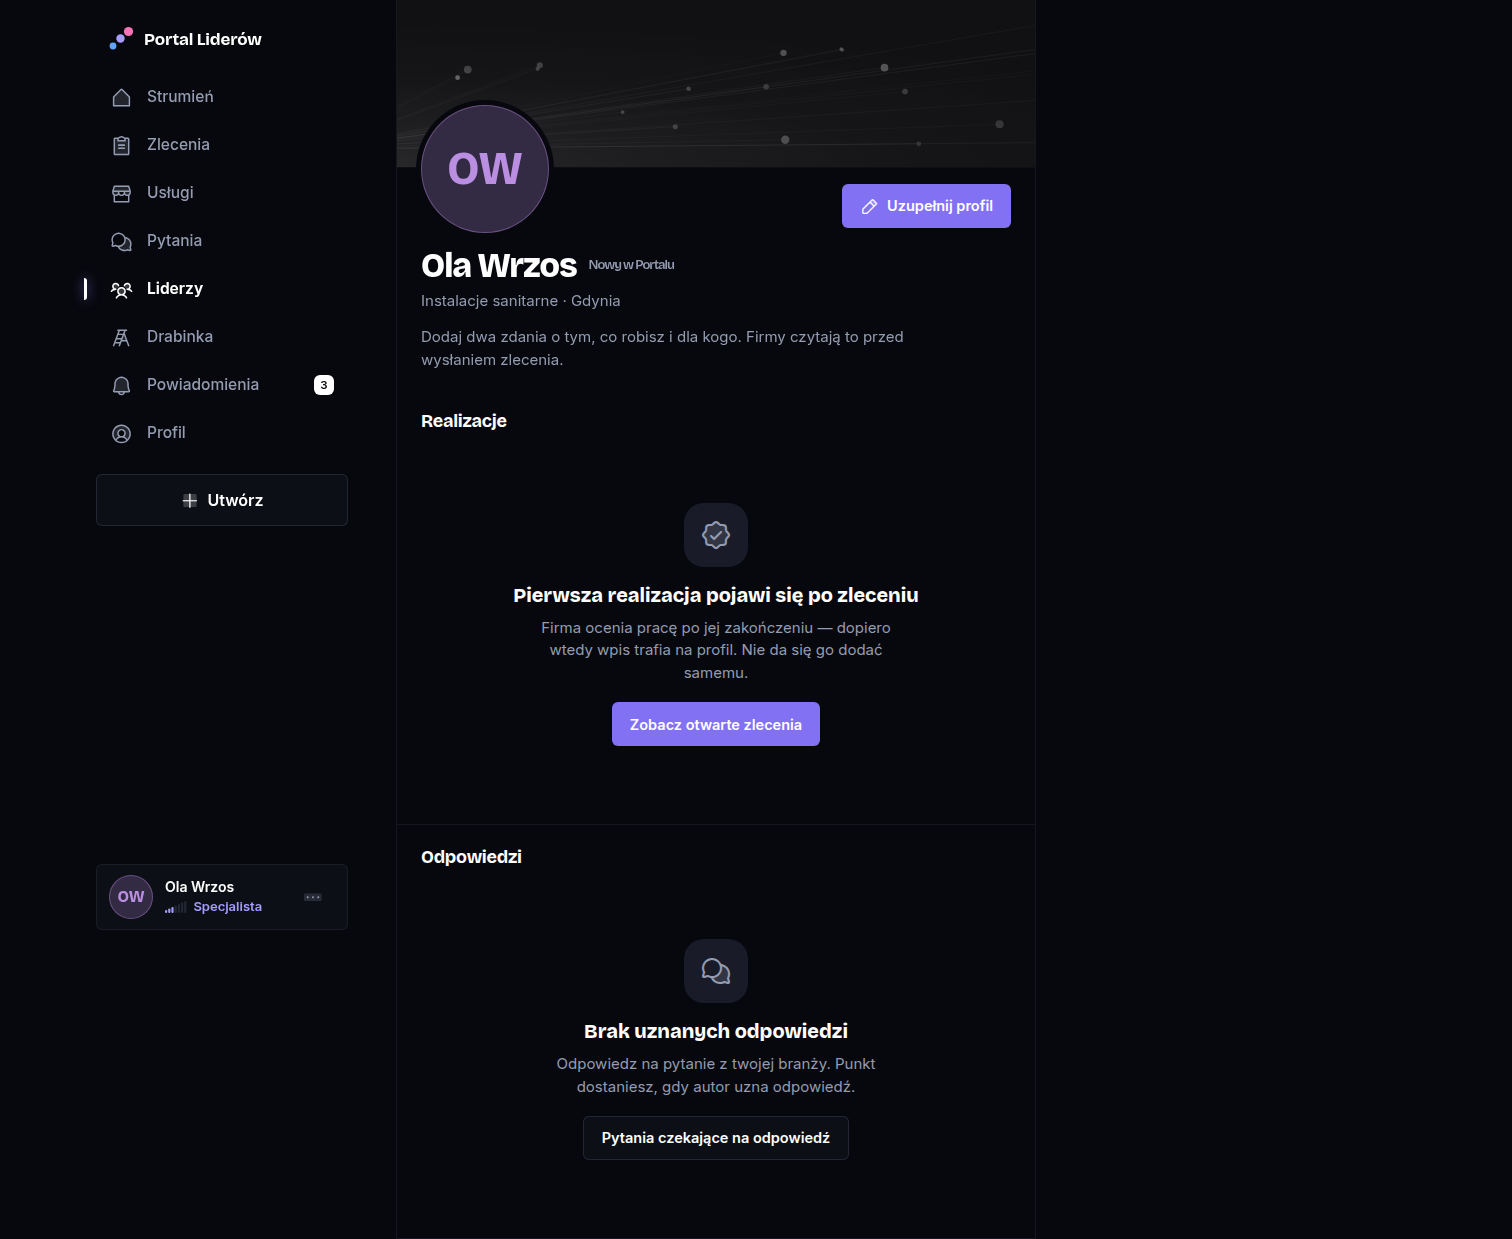 Portal Liderów
Strumień
Zlecenia
Usługi
Pytania
Liderzy
Drabinka
Powiadomienia
3
Profil
Utwórz
OW
Ola Wrzos
Specjalista
OW
Uzupełnij profil
Ola Wrzos Nowy w Portalu
Instalacje sanitarne · Gdynia
Dodaj dwa zdania o tym, co robisz i dla kogo. Firmy czytają to przed
wysłaniem zlecenia.
Realizacje
Pierwsza realizacja pojawi się po zleceniu
Firma ocenia pracę po jej zakończeniu — dopiero
wtedy wpis trafia na profil. Nie da się go dodać
samemu.
Zobacz otwarte zlecenia
Odpowiedzi
Brak uznanych odpowiedzi
Odpowiedz na pytanie z twojej branży. Punkt
dostaniesz, gdy autor uzna odpowiedź.
Pytania czekające na odpowiedź